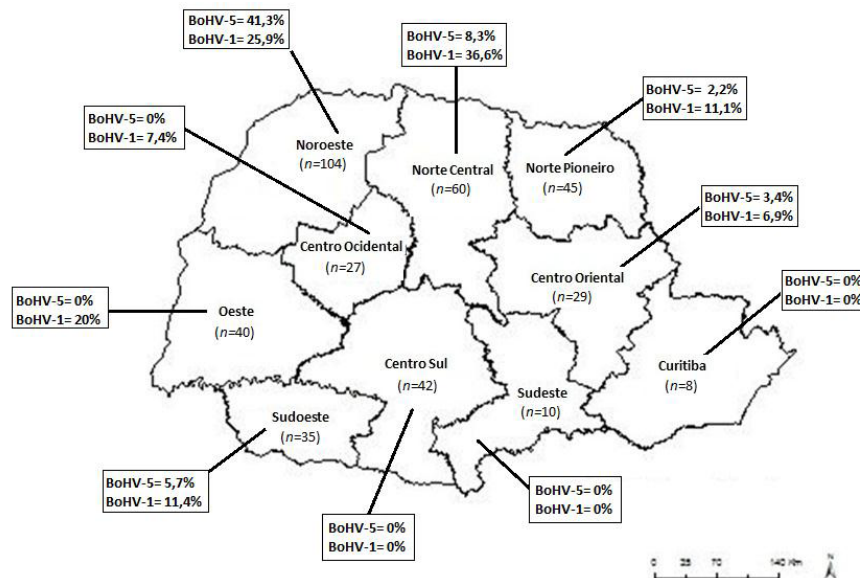 BoHV-5= 41,3%
BoHV-1= 25,9%
BoHV-5= 8,3%
BoHV-1= 36,6%
BoHV-5= 2,2%
BoHV-1= 11,1%
BoHV-5= 0%
BoHV-1= 7,4%
Noroeste
(n=104)
Norte Central
(n=60)
Norte Pioneiro
(n=45)
BoHV-5= 3,4%
BoHV-1= 6,9%
Centro Ocidental
(n=27)
Centro Oriental
(n=29)
BoHV-5= 0%
BoHV-1= 0%
BoHV-5= 0%
BoHV-1= 20%
Oeste
(n=40)
Centro Sul
(n=42)
Sudeste
(n=10)
Curitiba
(n=8)
Sudoeste
(n=35)
BoHV-5= 5,7%
BoHV-1= 11,4%
BoHV-5= 0%
BoHV-1= 0%
BoHV-5= 0%
BoHV-1= 0%
0 35 70 140 Km
N